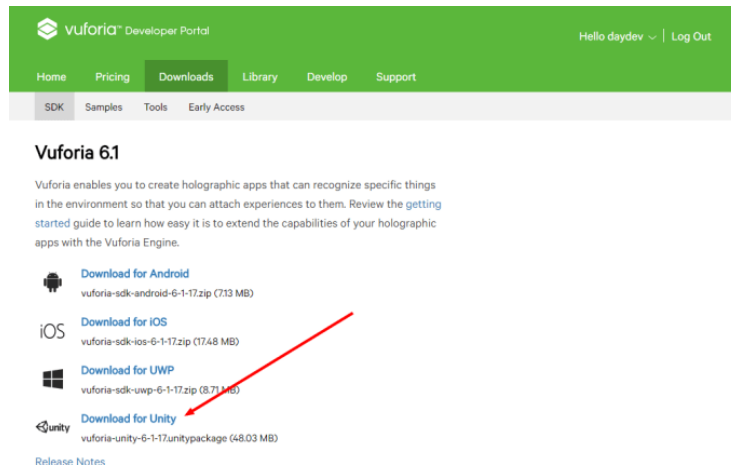 vuforia™ Developer Portal
Hello daydev | Log Out
Home Pricing Downloads Library Develop Support
SDK Samples Tools Early Access
Vuforia 6.1
Vuforia enables you to create holographic apps that can recognize specific things
in the environment so that you can attach experiences to them. Review the getting
started guide to learn how easy it is to extend the capabilities of your holographic
apps with the Vuforia Engine.
Download for Android
vuforia-sdk-android-6-1-17.zip (7.13 MB)
iOS
Download for iOS
vuforia-sdk-ios-6-1-17.zip (17.48 MB)
Download for UWP
vuforia-sdk-uwp-6-1-17.zip (8.71 MB)
unity
Download for Unity
vuforia-unity-6-1-17.unitypackage (48.03 MB)
Release Notes